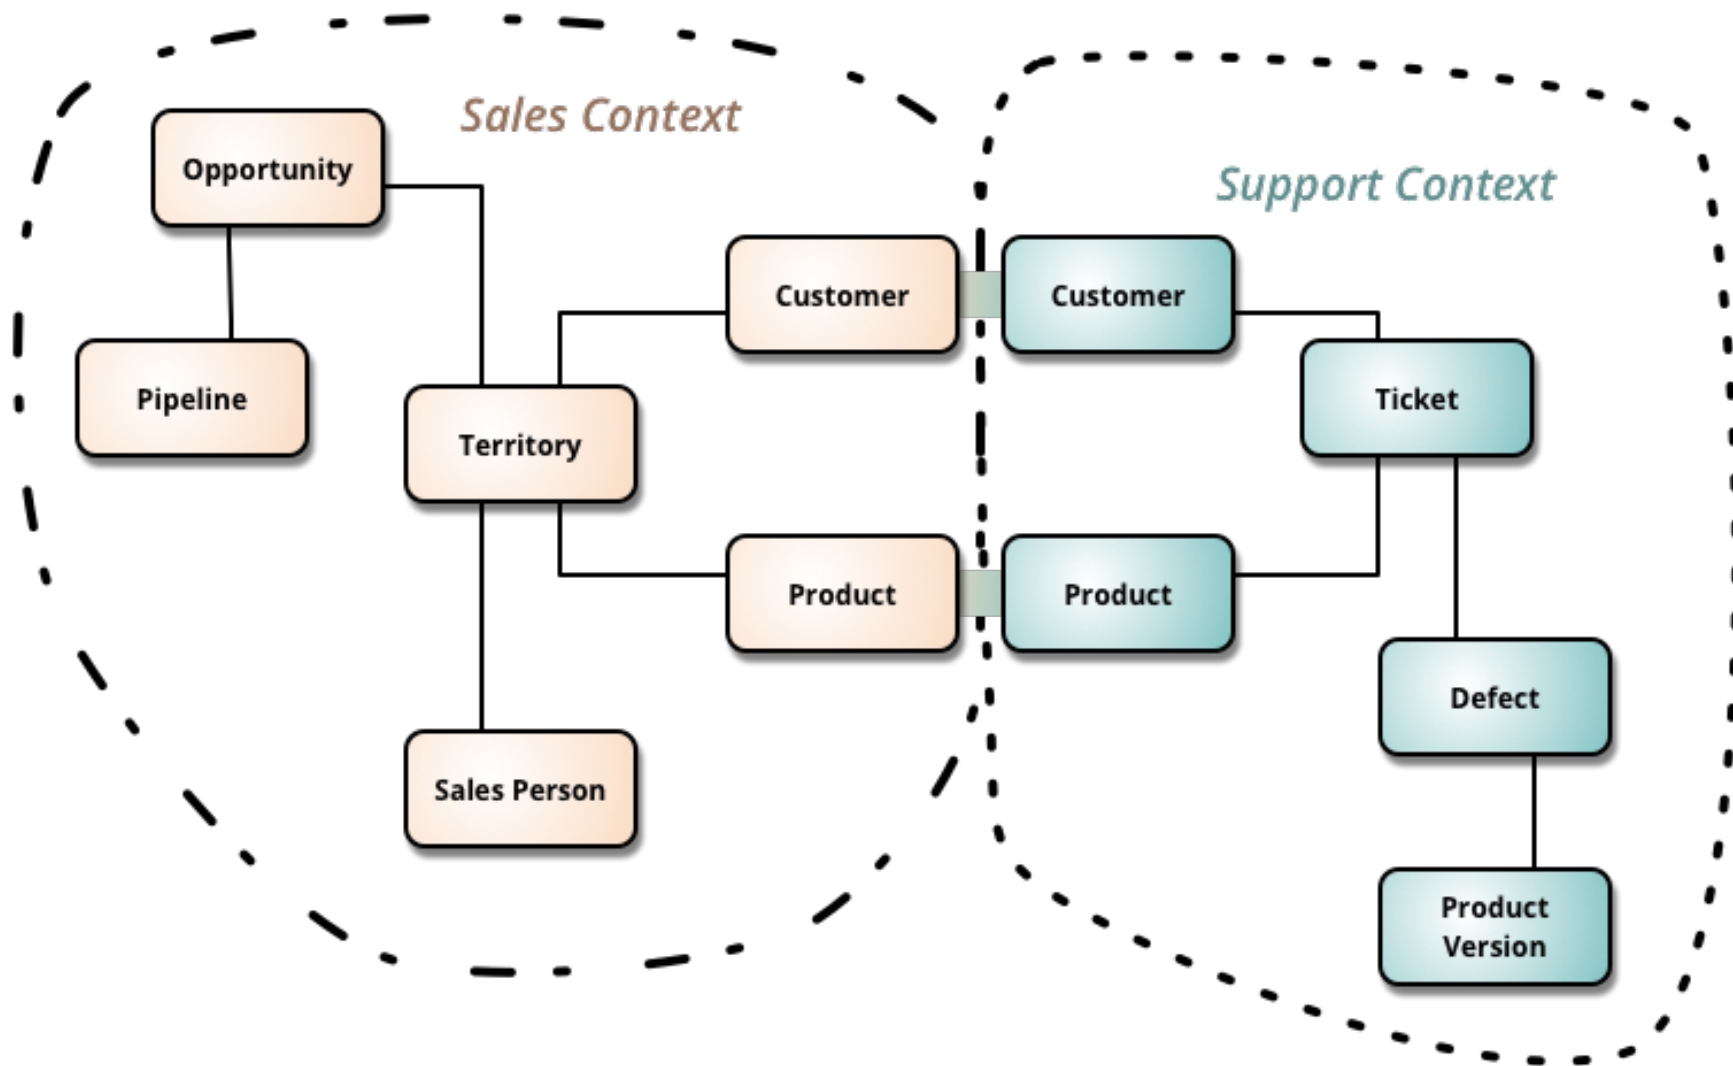 Sales Context
Opportunity
Support Context
Customer
Customer
Pipeline
Ticket
Territory
Product
Product
Defect
Sales Person
Product
Version